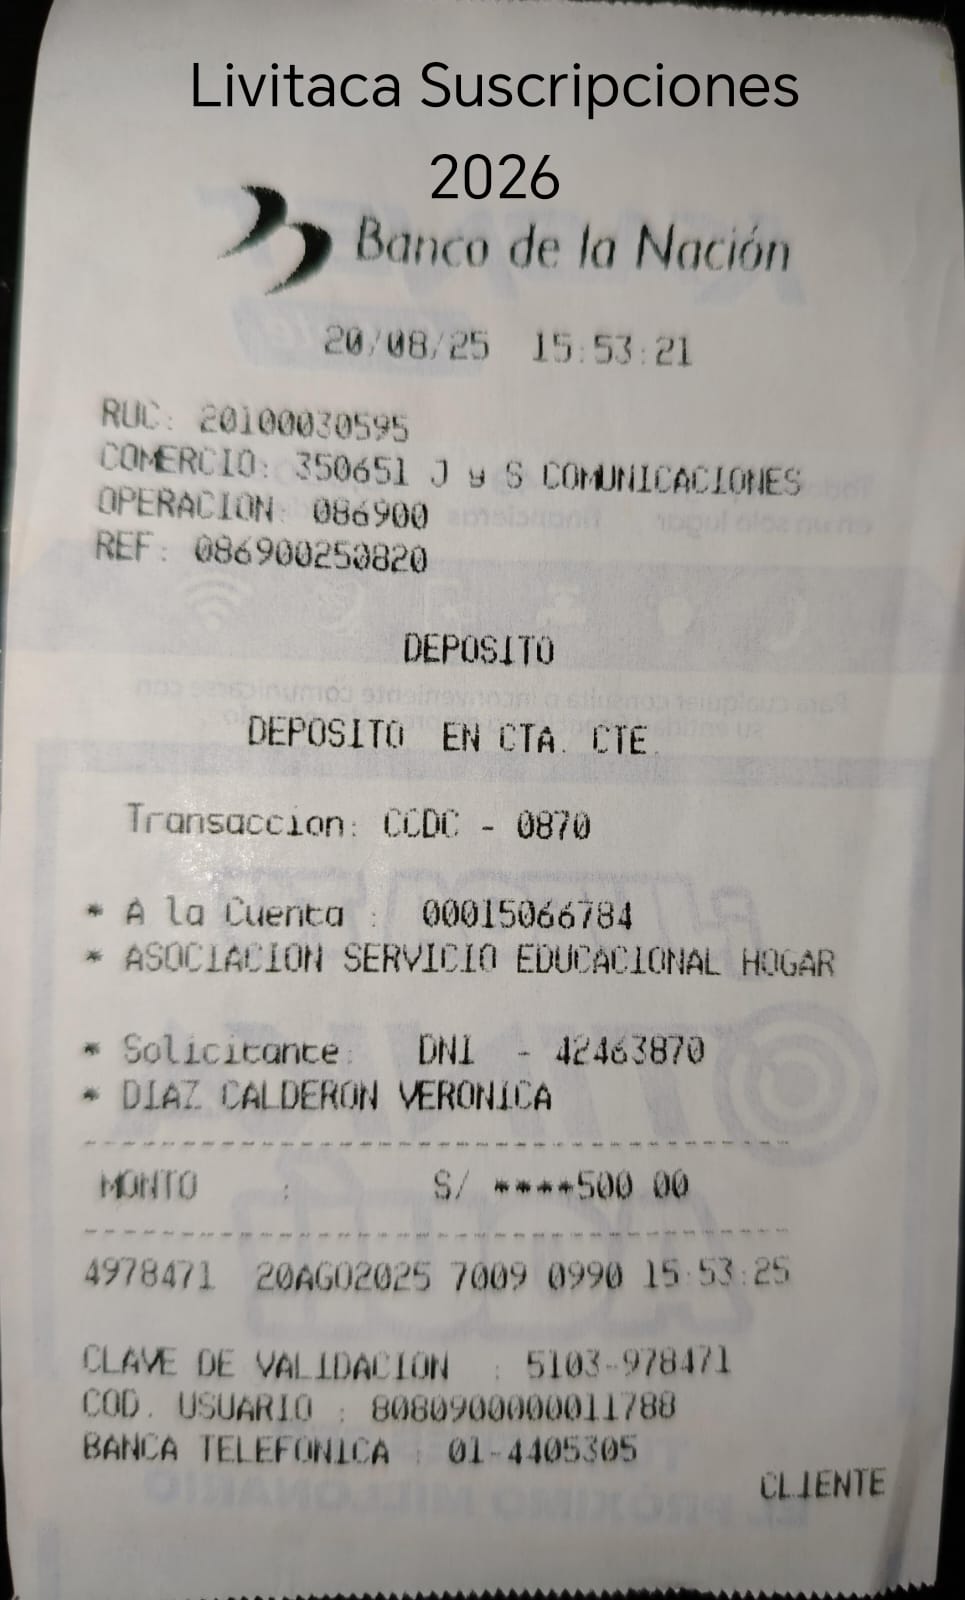 Livitaca Suscripciones
2026
Banco de la Nación
20/08/25 15:53:21
RUC: 20100030595
COMERCIO: 350651 J y S COMUNICACIONES
OPERACION: 086900
REF: 086900250820
DEPOSITO
DEPOSITO EN CTA. CTE.
Transaccion: CCDC - 0870
* A la Cuenta : 00015066784
* ASOCIACION SERVICIO EDUCACIONAL HOGAR
* Solicitante: DNI - 42463870
* DIAZ CALDERON VERONICA
MONTO : S/ ****500.00
4978471 20AGO2025 7009 0990 15:53:25
CLAVE DE VALIDACION : 5103-978471
COD. USUARIO : 8080900000011788
BANCA TELEFONICA : 01-4405305
CLIENTE